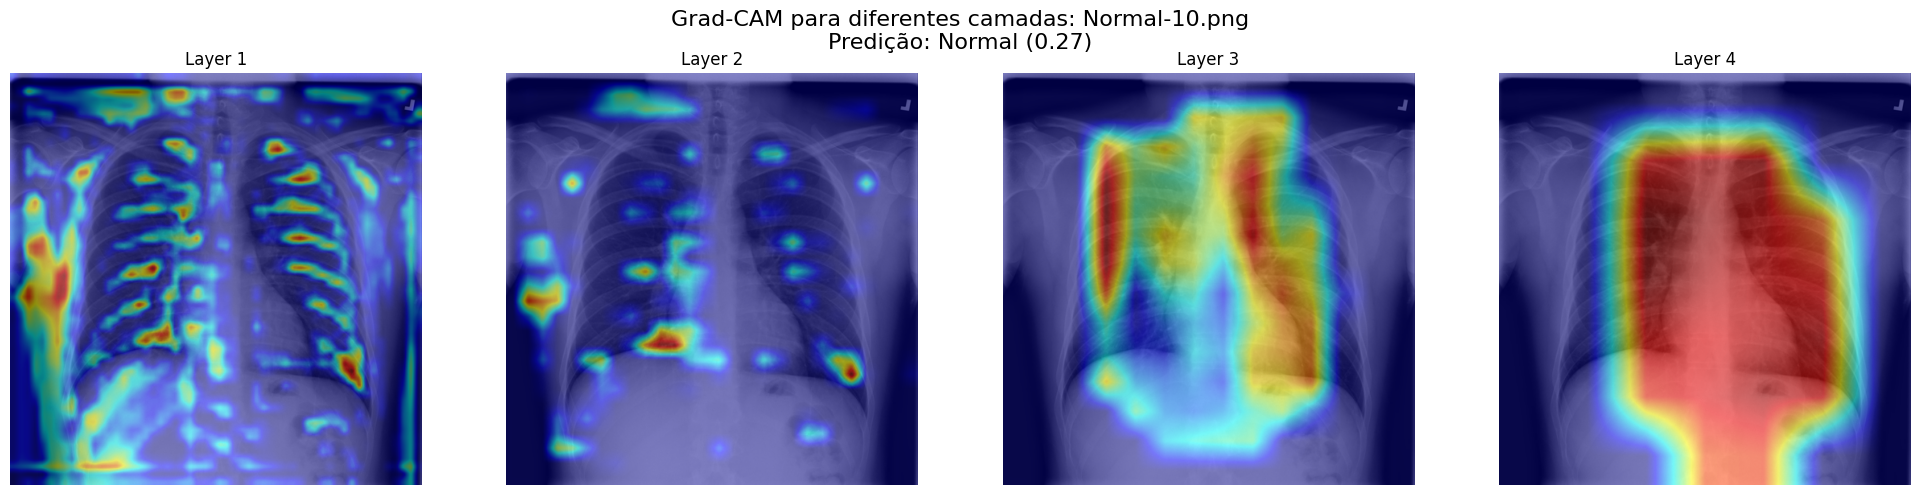 Grad-CAM para diferentes camadas: Normal-10.png
Predição: Normal (0.27)
Layer 1
Layer 2
Layer 3
Layer 4